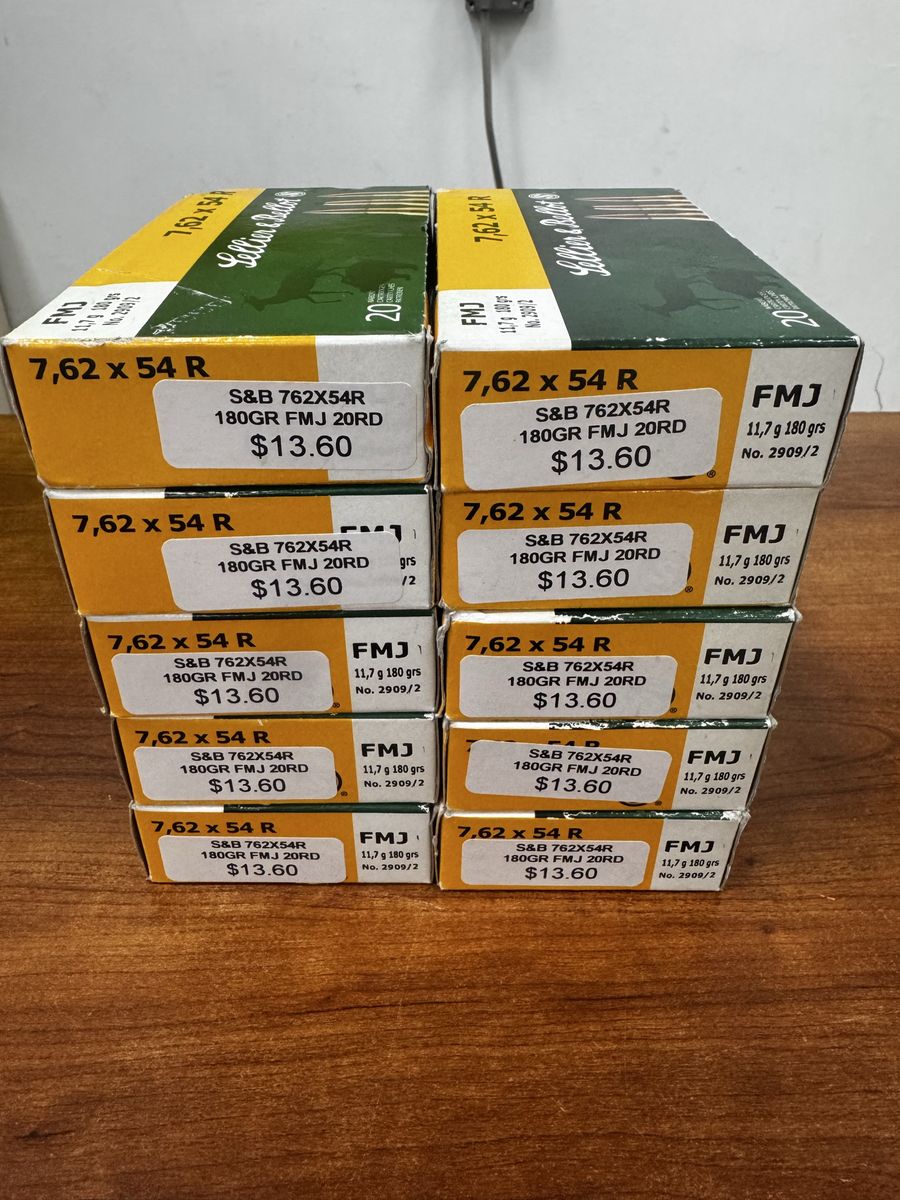 7,62 x 54 R
Sellier & Bellot S&B
FMJ
11,7 g 180 grs
No. 2909/2
20
7,62 x 54 R
S&B 762X54R
180GR FMJ 20RD
$13.60
7,62 x 54 R
FMJ
grs
/2
S&B 762X54R
180GR FMJ 20RD
$13.60
7,62 x 54 R
FMJ
11,7 g 180 grs
No. 2909/2
S&B 762X54R
180GR FMJ 20RD
$13.60
®
7,62 x 54 R
FMJ
11,7 g 180 grs
No. 2909/2
S&B 762X54R
180GR FMJ 20RD
$13.60
®
7,62 x 54 R
FMJ
11,7 g 180 grs
No. 2909/2
S&B 762X54R
180GR FMJ 20RD
$13.60
7,62 x 54 R
Sellier & Bellot S&B
FMJ
11,7 g 180 grs
No. 2909/2
20
7,62 x 54 R
FMJ
11,7 g 180 grs
No. 2909/2
S&B 762X54R
180GR FMJ 20RD
$13.60
®
7,62 x 54 R
FMJ
11,7 g 180 grs
No. 2909/2
S&B 762X54R
180GR FMJ 20RD
$13.60
®
7,62 x 54 R
FMJ
11,7 g 180 grs
No. 2909/2
S&B 762X54R
180GR FMJ 20RD
$13.60
®
FMJ
11,7 g 180 grs
No. 2909/2
S&B 762X54R
180GR FMJ 20RD
$13.60
®
7,62 x 54 R
FMJ
11,7 g 180 grs
No. 2909/2
S&B 762X54R
180GR FMJ 20RD
$13.60